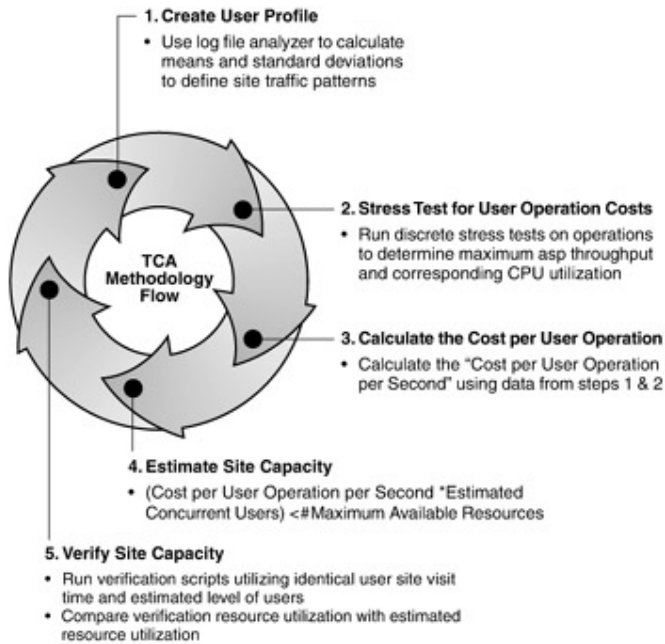 1. Create User Profile
• Use log file analyzer to calculate
means and standard deviations
to define site traffic patterns
2. Stress Test for User Operation Costs
• Run discrete stress tests on operations
to determine maximum asp throughput
and corresponding CPU utilization
TCA
Methodology
Flow
3. Calculate the Cost per User Operation
• Calculate the “Cost per User Operation
per Second” using data from steps 1 & 2
4. Estimate Site Capacity
• (Cost per User Operation per Second *Estimated
Concurrent Users) <#Maximum Available Resources
5. Verify Site Capacity
• Run verification scripts utilizing identical user site visit
time and estimated level of users
• Compare verification resource utilization with estimated
resource utilization